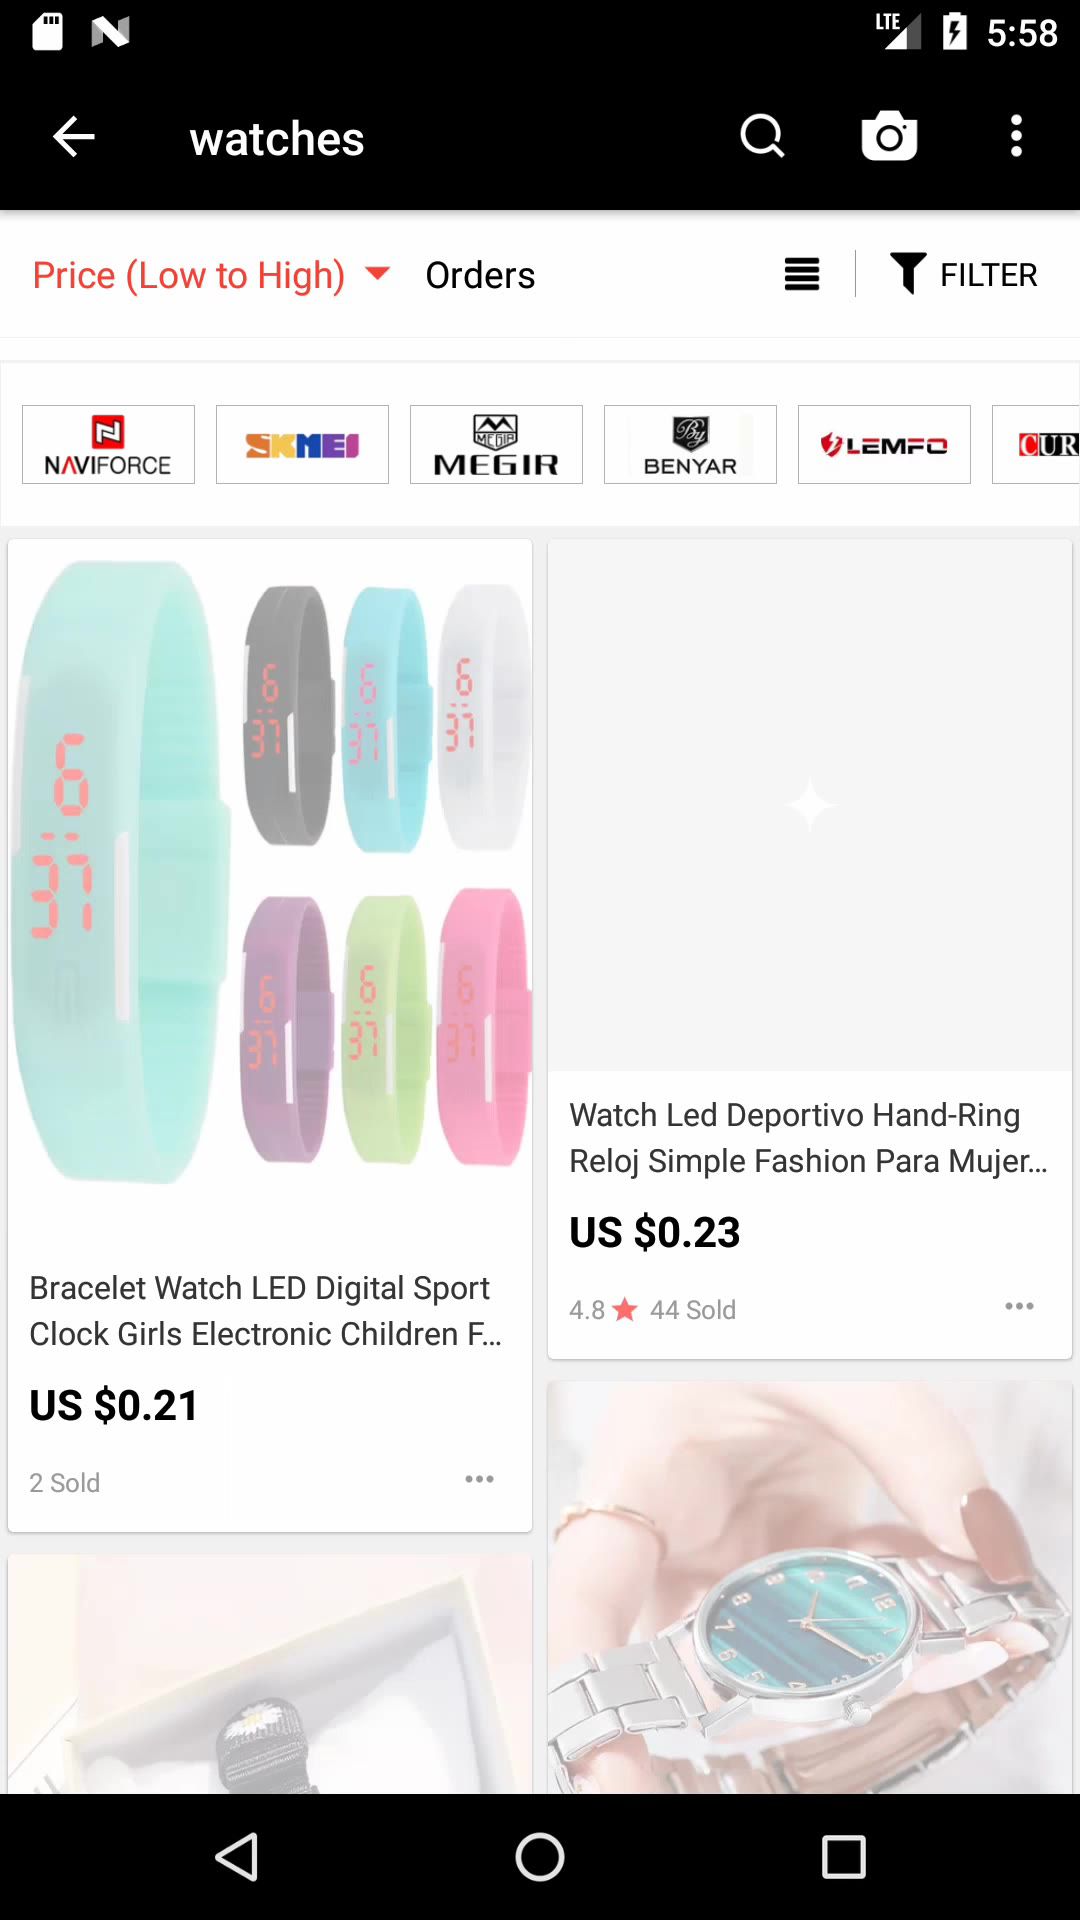 LTE 5:58
watches
Price (Low to High) Orders FILTER
NAVIFORCE SKMEI MEGIR MEGIR BENYAR LEMFO CUR
Bracelet Watch LED Digital Sport
Clock Girls Electronic Children F...
US $0.21
2 Sold
Watch Led Deportivo Hand-Ring
Reloj Simple Fashion Para Mujer...
US $0.23
4.8 44 Sold